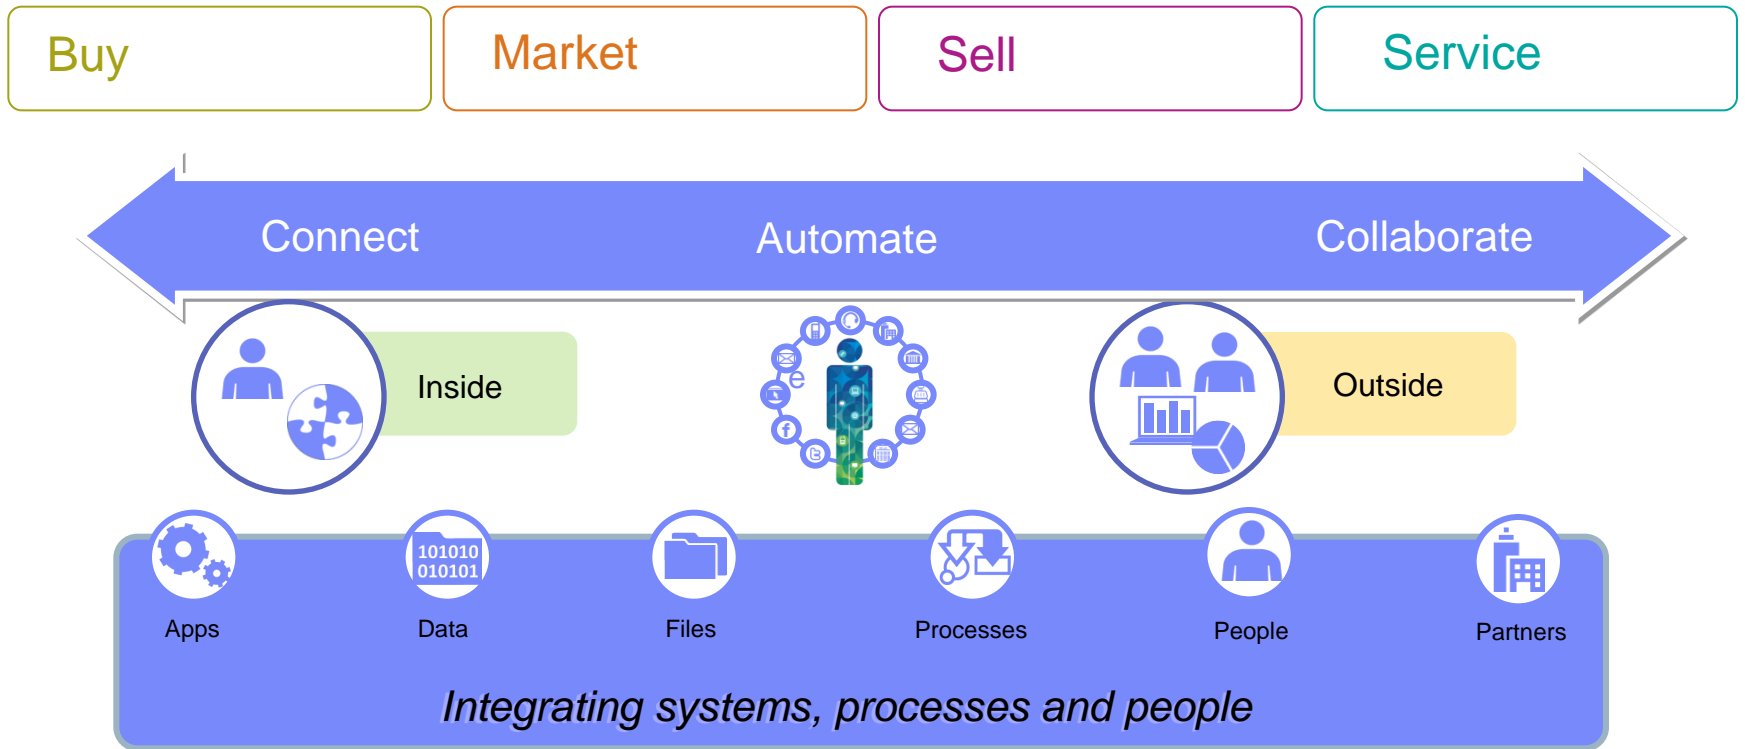 Buy
Market
Sell
Service
Connect
Automate
Collaborate
Inside
e
Outside
f
101010
010101
Apps
Data
Files
Processes
People
Partners
Integrating systems, processes and people